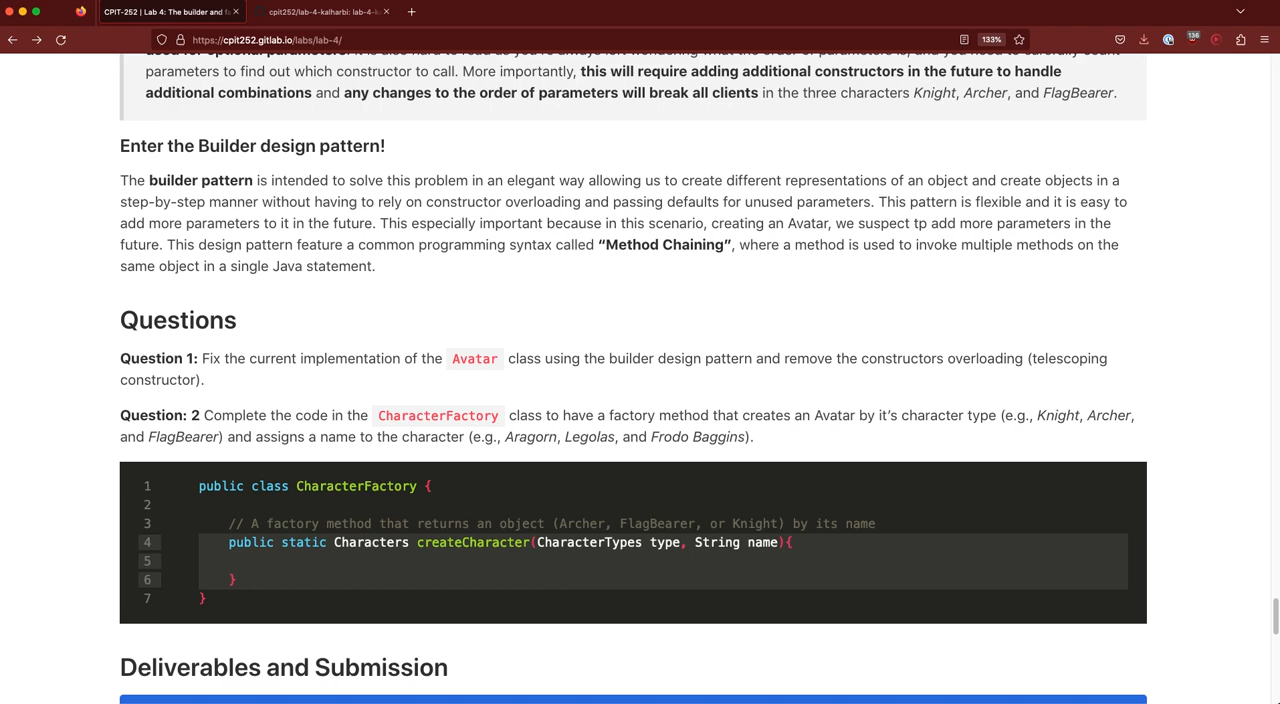 CPIT-252 | Lab 4: The builder and f
cpit252/lab-4-kalharbi: lab-4-k
https://cpit252.gitlab.io/labs/lab-4/
133%
136
parameters to find out which constructor to call. More importantly, this will require adding additional constructors in the future to handle
additional combinations and any changes to the order of parameters will break all clients in the three characters Knight, Archer, and FlagBearer.
Enter the Builder design pattern!
The builder pattern is intended to solve this problem in an elegant way allowing us to create different representations of an object and create objects in a
step-by-step manner without having to rely on constructor overloading and passing defaults for unused parameters. This pattern is flexible and it is easy to
add more parameters to it in the future. This especially important because in this scenario, creating an Avatar, we suspect tp add more parameters in the
future. This design pattern feature a common programming syntax called “Method Chaining”, where a method is used to invoke multiple methods on the
same object in a single Java statement.
Questions
Question 1: Fix the current implementation of the Avatar class using the builder design pattern and remove the constructors overloading (telescoping
constructor).
Question: 2 Complete the code in the CharacterFactory class to have a factory method that creates an Avatar by it’s character type (e.g., Knight, Archer,
and FlagBearer) and assigns a name to the character (e.g., Aragorn, Legolas, and Frodo Baggins).
1 public class CharacterFactory {
2
3 // A factory method that returns an object (Archer, FlagBearer, or Knight) by its name
4 public static Characters createCharacter(CharacterTypes type, String name){
5
6 }
7 }
Deliverables and Submission